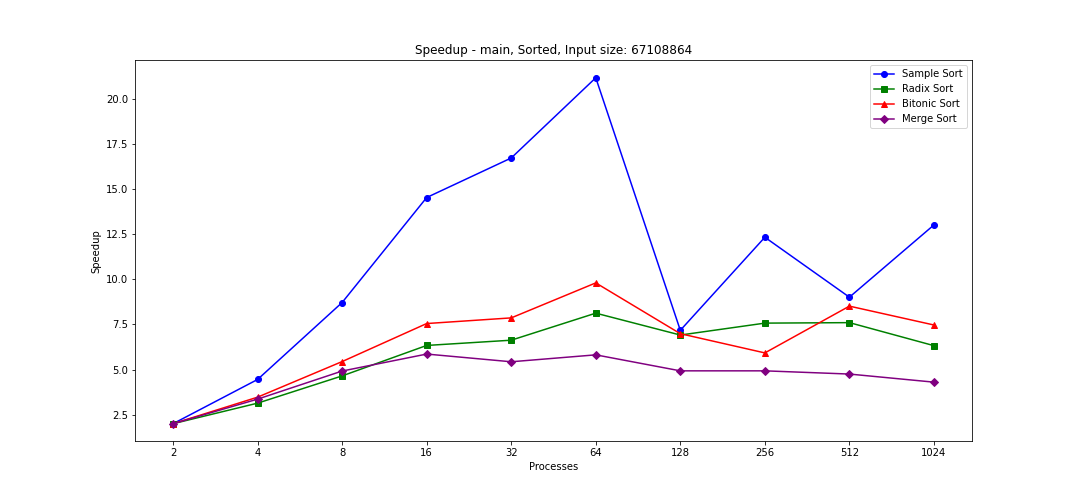 Speedup - main, Sorted, Input size: 67108864
Sample Sort
Radix Sort
Bitonic Sort
Merge Sort
Speedup
20.0
17.5
15.0
12.5
10.0
7.5
5.0
2.5
2 4 8 16 32 64 128 256 512 1024
Processes